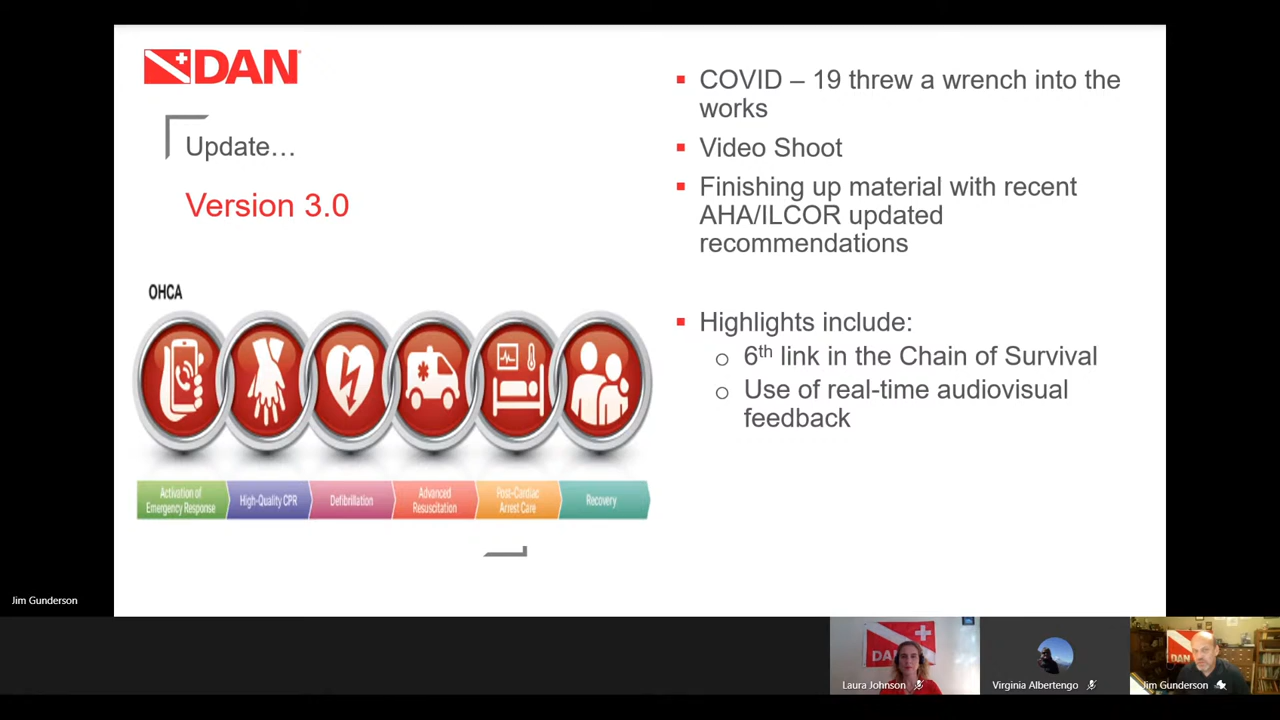 DAN
Update…
Version 3.0
OHCA
Activation of
Emergency Response
High-Quality CPR
Defibrillation
Advanced
Resuscitation
Post-Cardiac
Arrest Care
Recovery
COVID – 19 threw a wrench into the
works
Video Shoot
Finishing up material with recent
AHA/ILCOR updated
recommendations
Highlights include:
6th link in the Chain of Survival
Use of real-time audiovisual
feedback
Jim Gunderson
DAN
Laura Johnson
Virginia Albertengo
DAN
Jim Gunderson